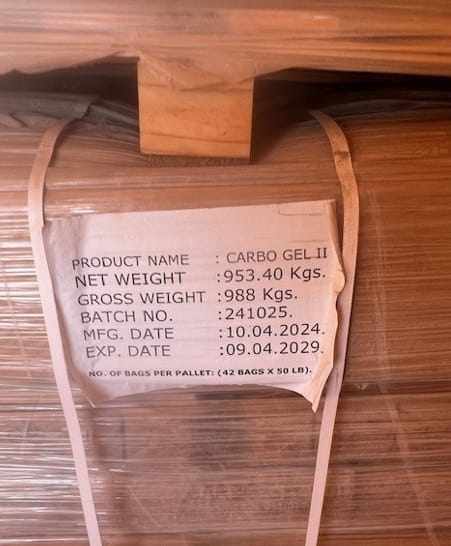 PRODUCT NAME : CARBO GEL II
NET WEIGHT :953.40 Kgs.
GROSS WEIGHT :988 Kgs.
BATCH NO. :241025.
MFG. DATE :10.04.2024.
EXP. DATE :09.04.2029.
NO. OF BAGS PER PALLET: (42 BAGS X 50 LB).